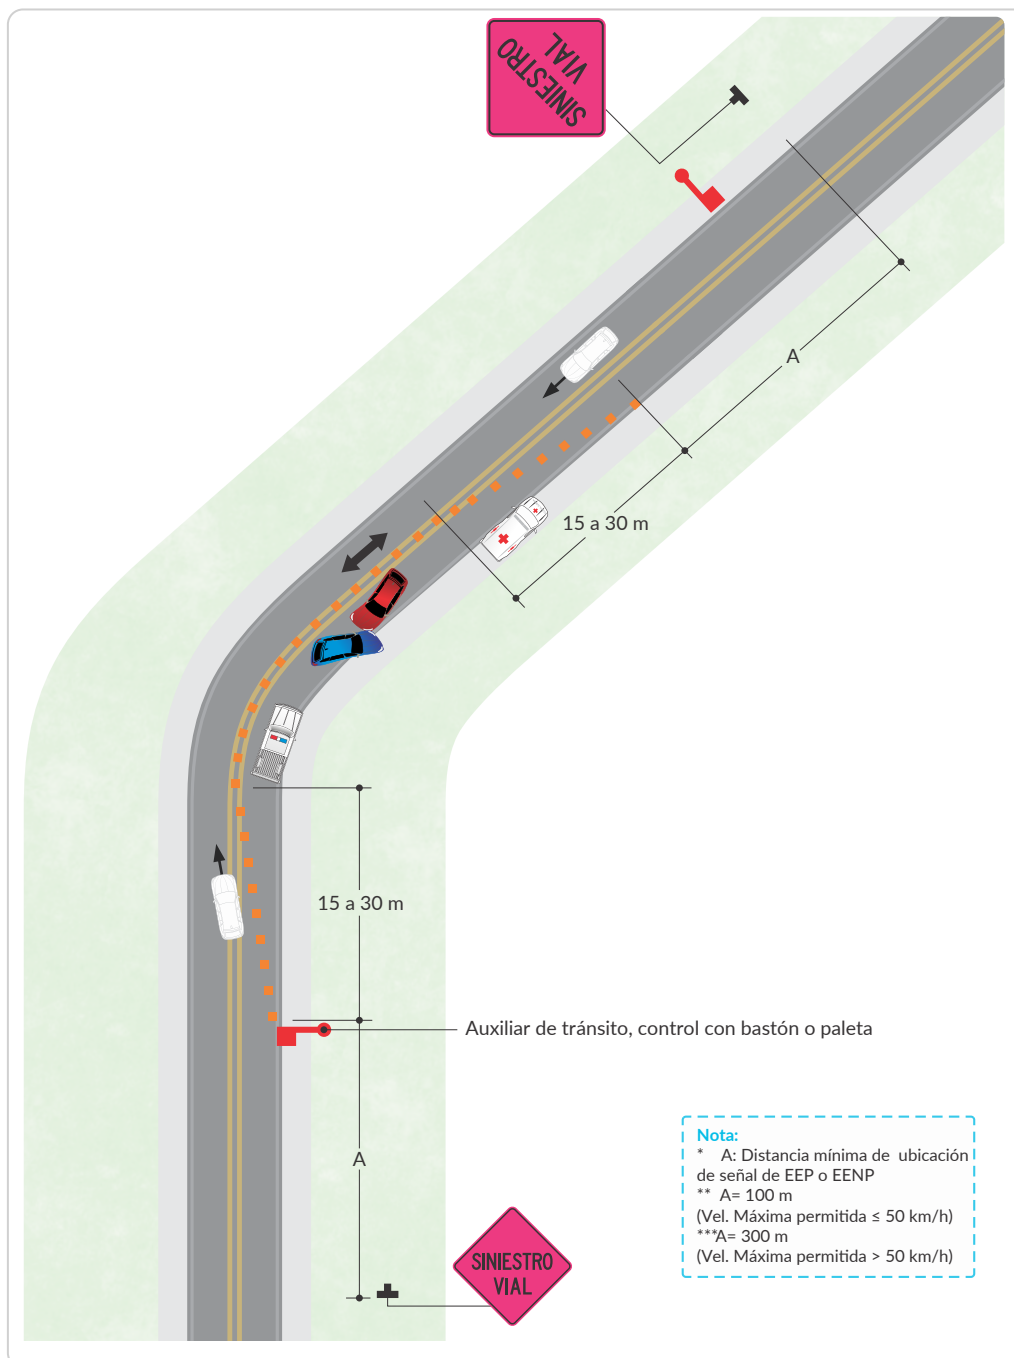 SINIESTRO
VIAL
A
15 a 30 m
15 a 30 m
Auxiliar de tránsito, control con bastón o paleta
A
SINIESTRO
VIAL
Nota:
* A: Distancia mínima de ubicación
de señal de EEP o EENP
** A= 100 m
(Vel. Máxima permitida ≤ 50 km/h)
***A= 300 m
(Vel. Máxima permitida > 50 km/h)